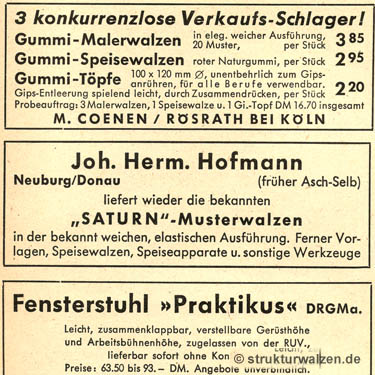 3 konkurrenzlose Verkaufs-Schlager!
Gummi-Malerwalzen in eleg. weicher Ausführung, 20 Muster, per Stück 3 85
Gummi-Speisewalzen roter Naturgummi, per Stück 2 95
Gummi-Töpfe 100 x 120 mm Ø, unentbehrlich zum Gips-anrühren, für alle Berufe verwendbar.
Gips-Entleerung spielend leicht, durch Zusammendrücken, per Stück 2 20
Probeauftrag: 3 Malerwalzen, 1 Speisewalze u. 1 Gi.-Topf DM 16.70 insgesamt
M. COENEN / RÖSRATH BEI KÖLN
Joh. Herm. Hofmann
Neuburg/Donau (früher Asch-Selb)
liefert wieder die bekannten
„SATURN"-Musterwalzen
in der bekannt weichen, elastischen Ausführung. Ferner Vor-
lagen, Speisewalzen, Speiseapparate u. sonstige Werkzeuge
Fensterstuhl »Praktikus« DRGMa.
Leicht, zusammenklappbar, verstellbare Gerüsthöhe
und Arbeitsbühnenhöhe, zugelassen von der RUV.,
lieferbar sofort ohne Kon
Preise: 63.50 bis 93.– DM. Angebote unverbindlich.
© strukturwalzen.de